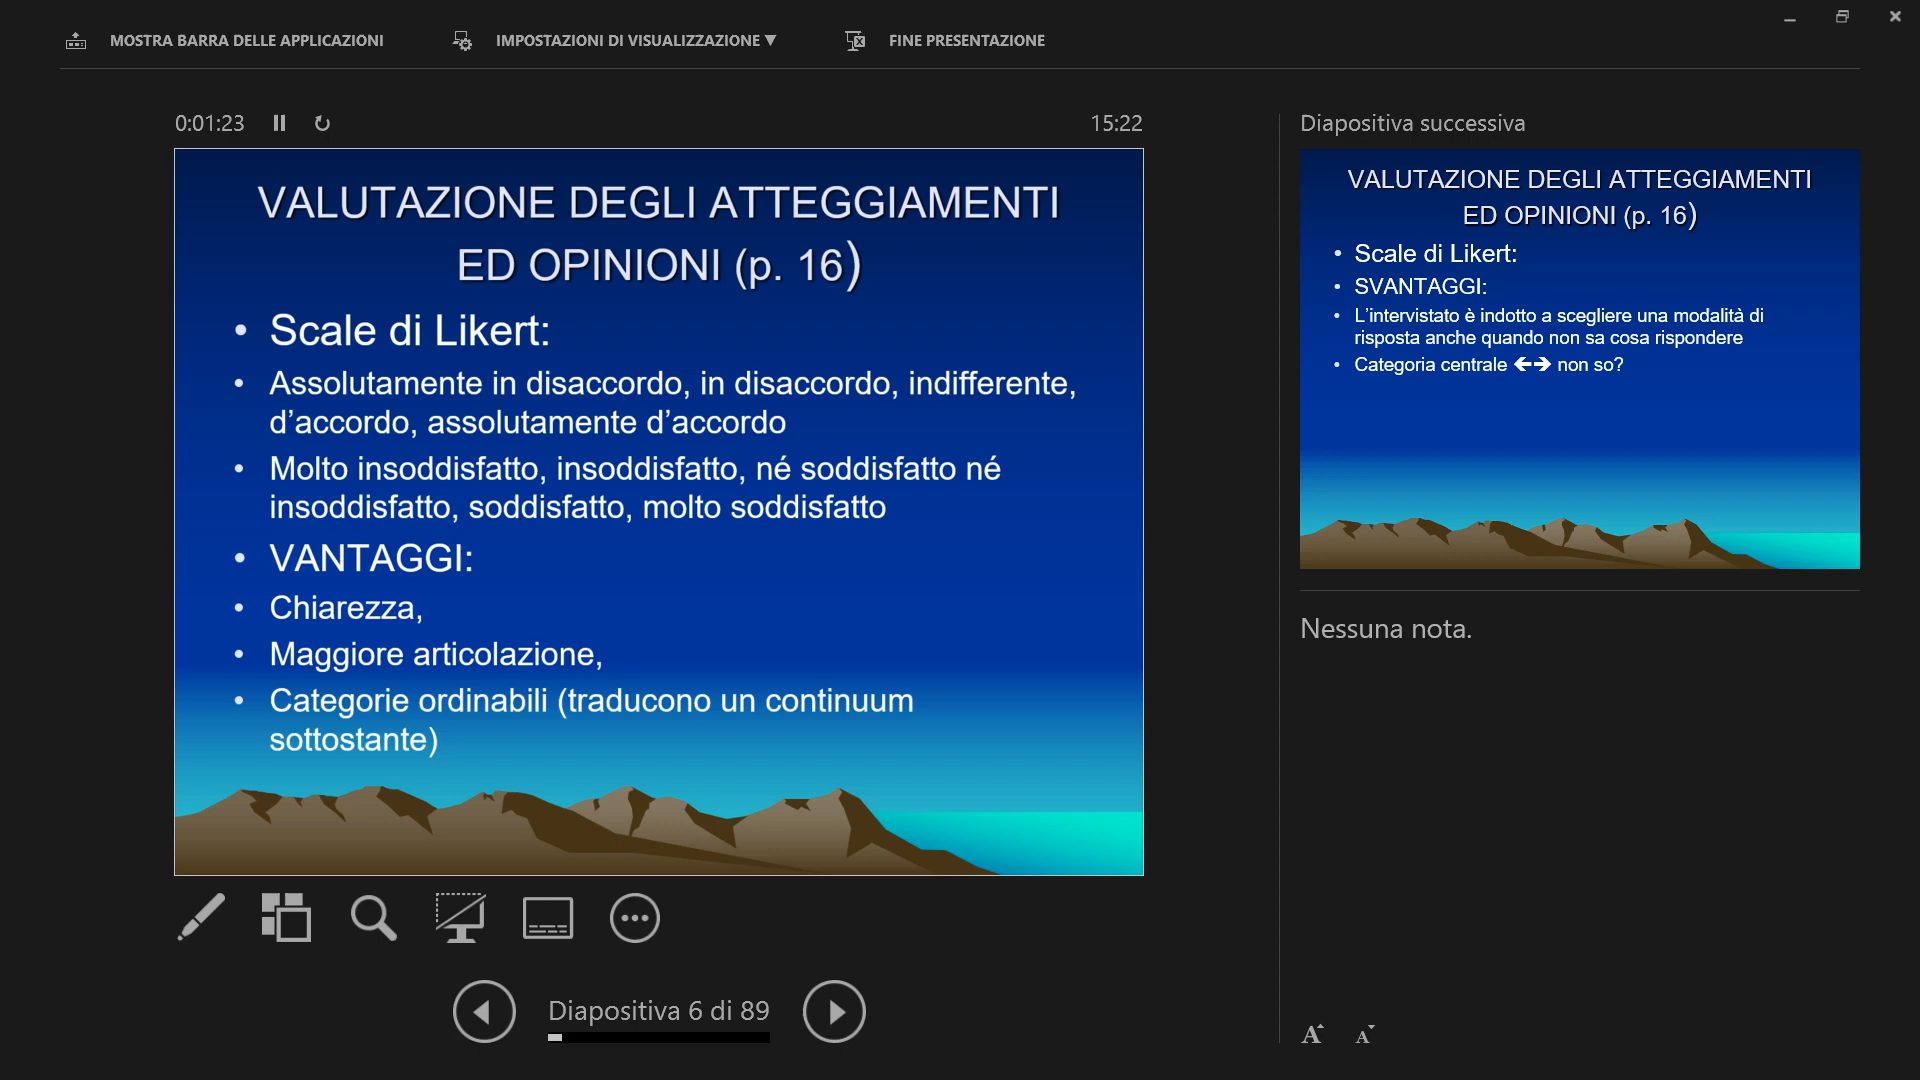 MOSTRA BARRA DELLE APPLICAZIONI
IMPOSTAZIONI DI VISUALIZZAZIONE ▼
FINE PRESENTAZIONE
0:01:23
15:22
VALUTAZIONE DEGLI ATTEGGIAMENTI
ED OPINIONI (p. 16)
• Scale di Likert:
• Assolutamente in disaccordo, in disaccordo, indifferente,
d’accordo, assolutamente d’accordo
• Molto insoddisfatto, insoddisfatto, né soddisfatto né
insoddisfatto, soddisfatto, molto soddisfatto
• VANTAGGI:
• Chiarezza,
• Maggiore articolazione,
• Categorie ordinabili (traducono un continuum
sottostante)
Diapositiva 6 di 89
Diapositiva successiva
VALUTAZIONE DEGLI ATTEGGIAMENTI
ED OPINIONI (p. 16)
• Scale di Likert:
• SVANTAGGI:
• L’intervistato è indotto a scegliere una modalità di
risposta anche quando non sa cosa rispondere
• Categoria centrale 🡨🡪 non so?
Nessuna nota.
A A